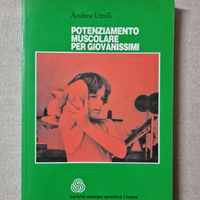 Andrea Umili
POTENZIAMENTO
MUSCOLARE
PER GIOVANISSIMI
società stampa sportiva | roma